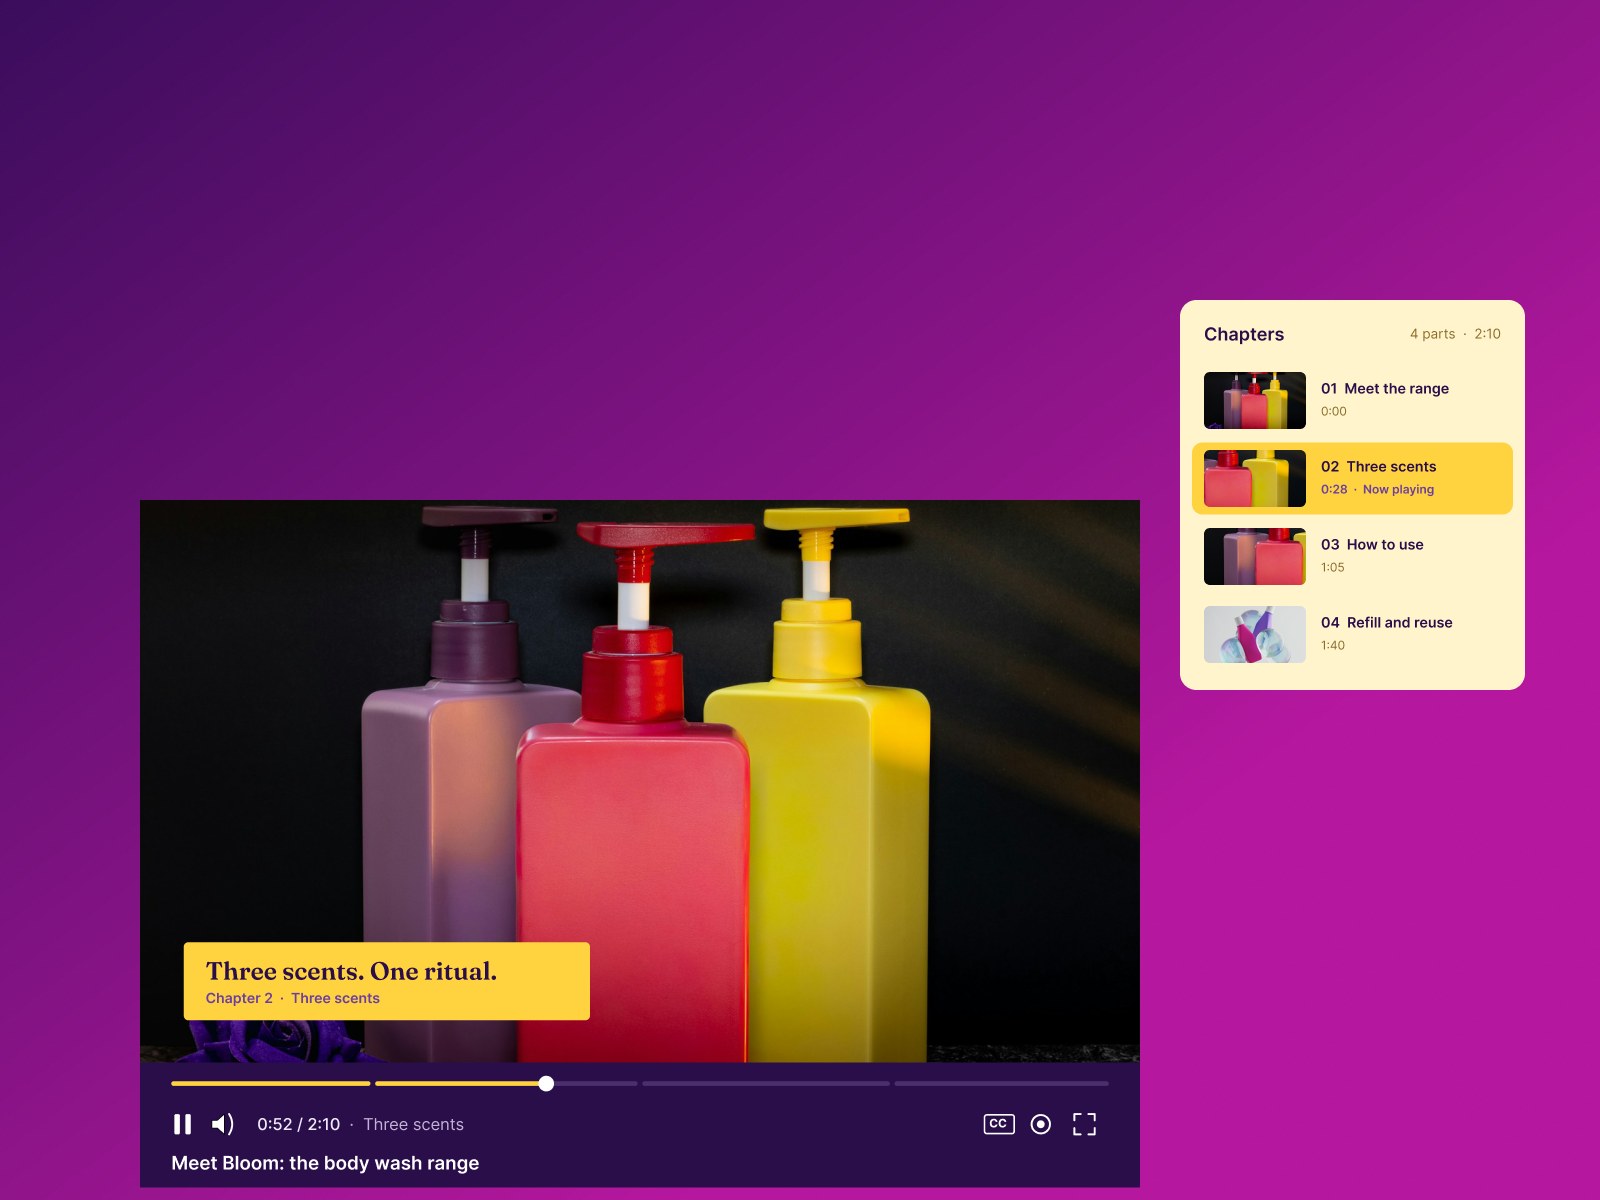 Chapters
4 parts · 2:10
01 Meet the range
0:00
02 Three scents
0:28 · Now playing
03 How to use
1:05
04 Refill and reuse
1:40
Three scents. One ritual.
Chapter 2 · Three scents
0:52 / 2:10 · Three scents
CC
Meet Bloom: the body wash range